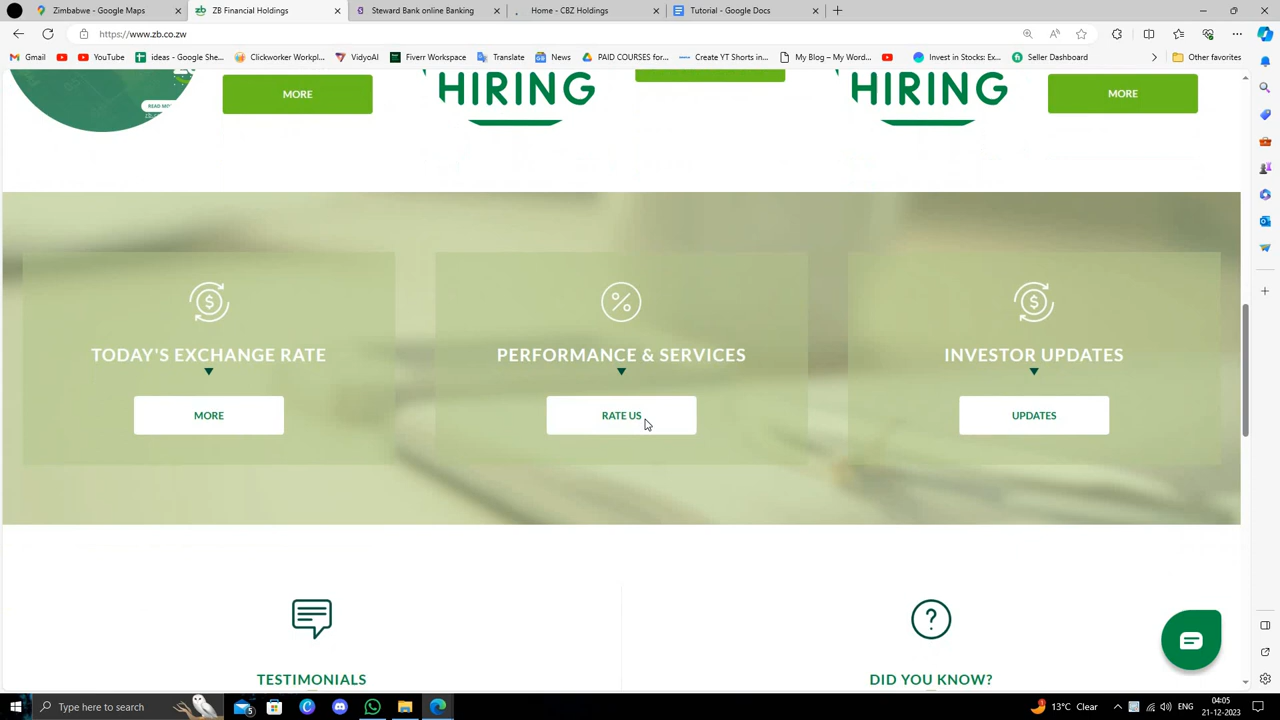 Zimbabwe - Google Maps
ZB Financial Holdings
Steward Bank online Banking
Home - CBZ Holdings
Tutorial - Google Docs
https://www.zb.co.zw
Gmail
YouTube
ideas - Google She...
Clickworker Workpl...
VidyoAI
Fiverr Workspace
Translate
News
PAID COURSES for...
Create YT Shorts in...
My Blog – My Word...
Invest in Stocks: Ex...
Seller Dashboard
Other favorites
MORE
HIRING
HIRING
MORE
TODAY'S EXCHANGE RATE
PERFORMANCE & SERVICES
INVESTOR UPDATES
MORE
RATE US
UPDATES
TESTIMONIALS
DID YOU KNOW?
Type here to search
5
13°C Clear
ENG
04:05
21-12-2023